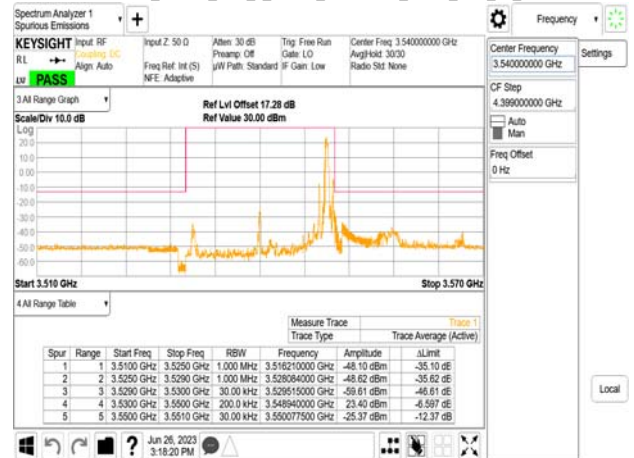 Spectrum Analyzer 1
Spurious Emissions
+
Frequency
KEYSIGHT Input: RF Input Z: 50 Ω Atten: 30 dB Trig: Free Run Center Freq: 3.540000000 GHz
RL Coupling: DC Preamp: Off Gate: LO Avg|Hold: 30/30
Align: Auto Freq Ref: Int (S) µW Path: Standard IF Gain: Low Radio Std: None
NFE: Adaptive
PASS
Center Frequency
3.540000000 GHz
Settings
CF Step
4.399000000 GHz
Auto
Man
Freq Offset
0 Hz
3 All Range Graph
Ref Lvl Offset 17.28 dB
Scale/Div 10.0 dB Ref Value 30.00 dBm
Log
20.0
10.0
0.00
-10.0
-20.0
-30.0
-40.0
-50.0
-60.0
Start 3.510 GHz Stop 3.570 GHz
4 All Range Table
Measure Trace Trace 1
Trace Type Trace Average (Active)
Spur Range Start Freq Stop Freq RBW Frequency Amplitude ΔLimit
1 1 3.5100 GHz 3.5250 GHz 1.000 MHz 3.516210000 GHz -48.10 dBm -35.10 dB
2 2 3.5250 GHz 3.5290 GHz 1.000 MHz 3.528084000 GHz -48.62 dBm -35.62 dB
3 3 3.5290 GHz 3.5300 GHz 30.00 kHz 3.529515000 GHz -59.61 dBm -46.61 dB
4 4 3.5300 GHz 3.5500 GHz 200.0 kHz 3.548940000 GHz 23.40 dBm -6.597 dB
5 5 3.5500 GHz 3.5510 GHz 30.00 kHz 3.550077500 GHz -25.37 dBm -12.37 dB
Local
?
Jun 26, 2023
3:18:20 PM